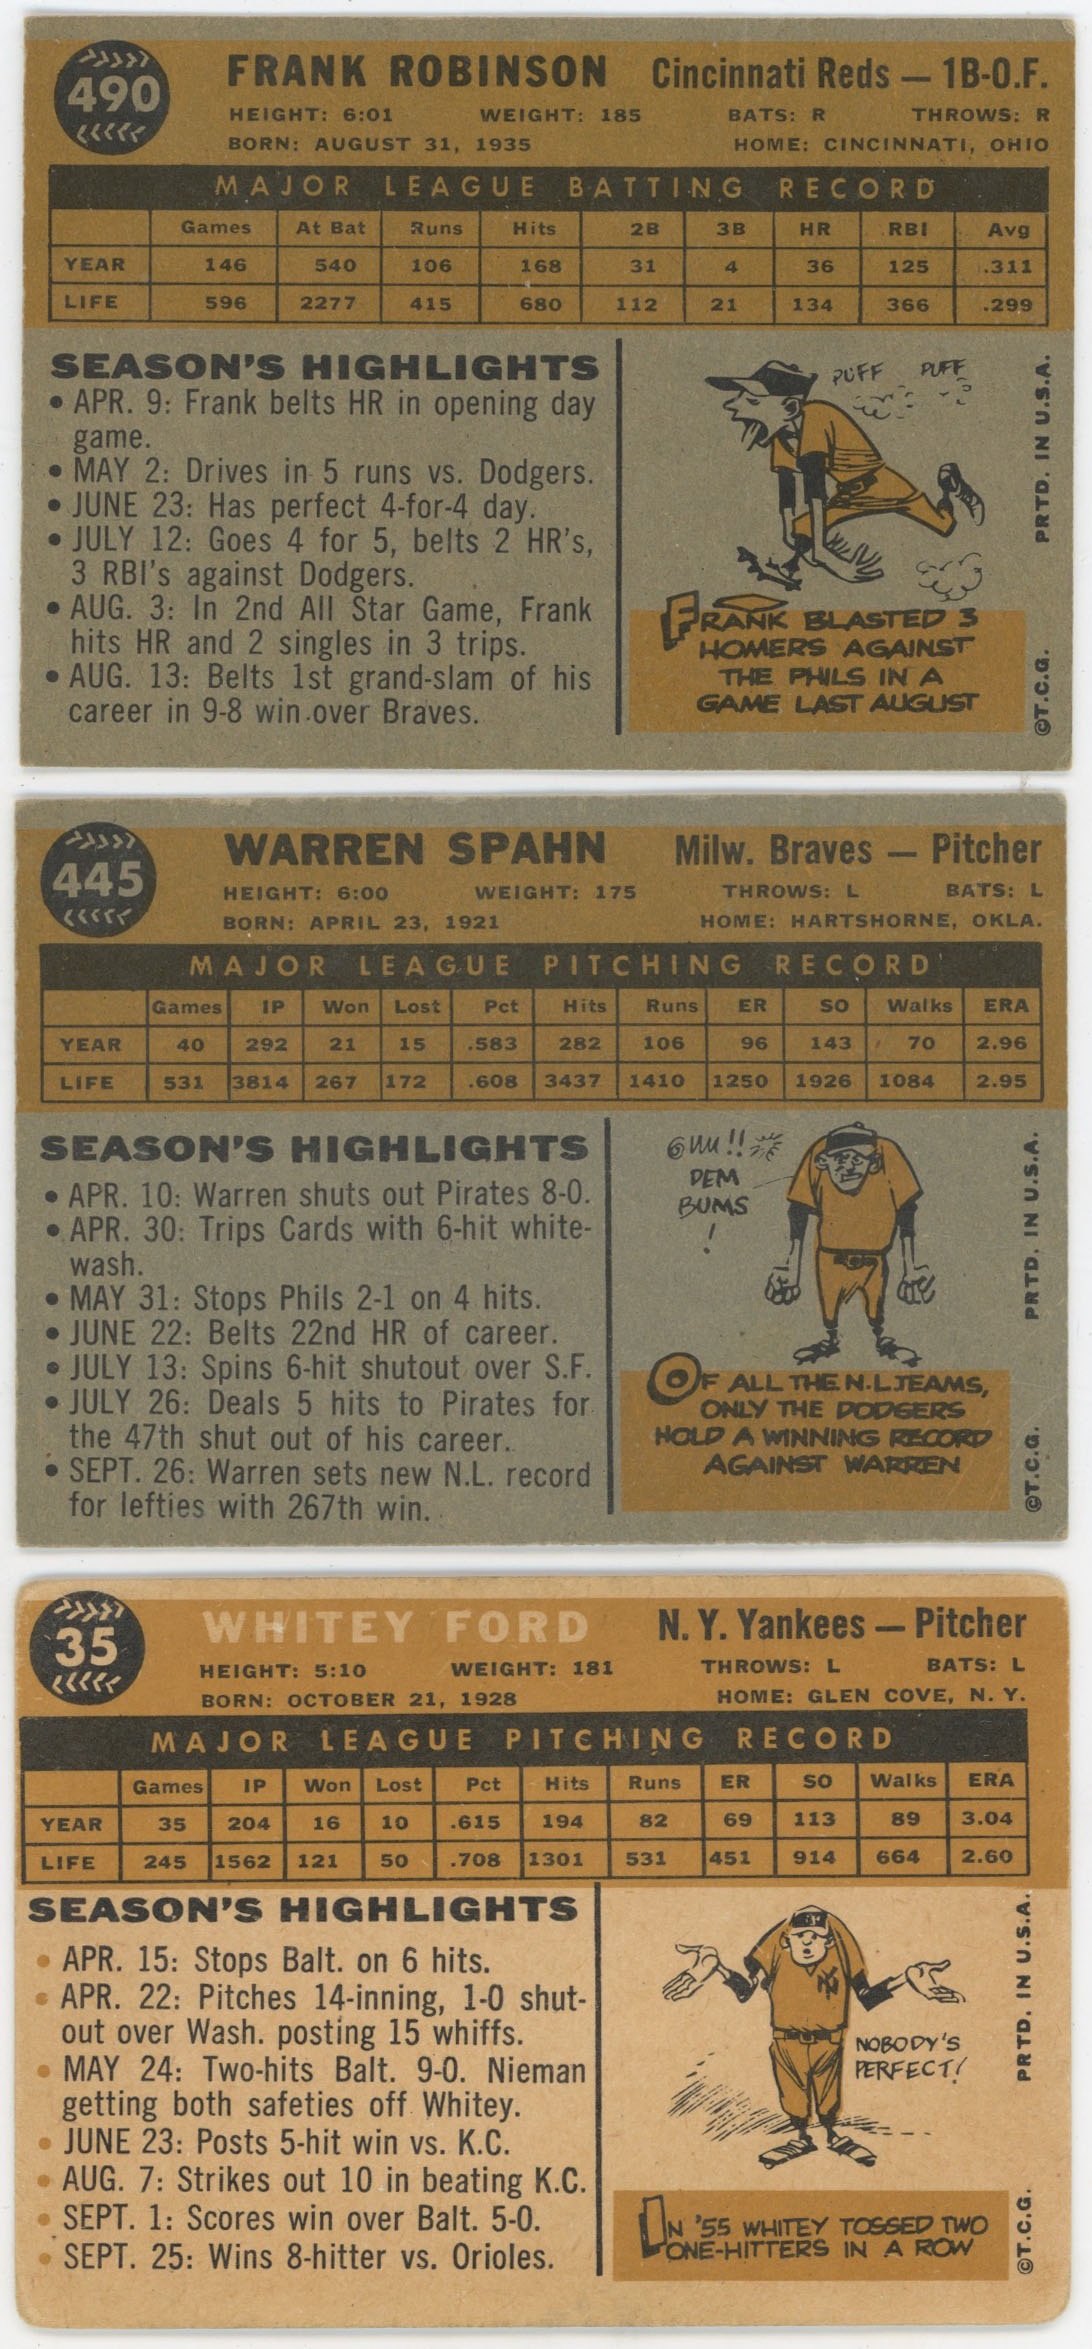 490
FRANK ROBINSON Cincinnati Reds — 1B-O.F.
HEIGHT: 6:01 WEIGHT: 185 BATS: R THROWS: R
BORN: AUGUST 31, 1935 HOME: CINCINNATI, OHIO
MAJOR LEAGUE BATTING RECORD
Games At Bat Runs Hits 2B 3B HR RBI Avg
YEAR 146 540 106 168 31 4 36 125 .311
LIFE 596 2277 415 680 112 21 134 366 .299
SEASON'S HIGHLIGHTS
• APR. 9: Frank belts HR in opening day
game.
• MAY 2: Drives in 5 runs vs. Dodgers.
• JUNE 23: Has perfect 4-for-4 day.
• JULY 12: Goes 4 for 5, belts 2 HR's,
3 RBI's against Dodgers.
• AUG. 3: In 2nd All Star Game, Frank
hits HR and 2 singles in 3 trips.
• AUG. 13: Belts 1st grand-slam of his
career in 9-8 win over Braves.
PUFF PUFF
FRANK BLASTED 3
HOMERS AGAINST
THE PHILS IN A
GAME LAST AUGUST
©T.C.G. PRTD. IN U.S.A.
445
WARREN SPAHN Milw. Braves — Pitcher
HEIGHT: 6:00 WEIGHT: 175 THROWS: L BATS: L
BORN: APRIL 23, 1921 HOME: HARTSHORNE, OKLA.
MAJOR LEAGUE PITCHING RECORD
Games IP Won Lost Pct Hits Runs ER SO Walks ERA
YEAR 40 292 21 15 .583 282 106 96 143 70 2.96
LIFE 531 3814 267 172 .608 3437 1410 1250 1926 1084 2.95
SEASON'S HIGHLIGHTS
• APR. 10: Warren shuts out Pirates 8-0.
• APR. 30: Trips Cards with 6-hit white-
wash.
• MAY 31: Stops Phils 2-1 on 4 hits.
• JUNE 22: Belts 22nd HR of career.
• JULY 13: Spins 6-hit shutout over S.F.
• JULY 26: Deals 5 hits to Pirates for
the 47th shut out of his career.
• SEPT. 26: Warren sets new N.L. record
for lefties with 267th win.
DEM
BUMS
!
OF ALL THE N.L. TEAMS,
ONLY THE DODGERS
HOLD A WINNING RECORD
AGAINST WARREN
©T.C.G. PRTD. IN U.S.A.
35
WHITEY FORD N. Y. Yankees — Pitcher
HEIGHT: 5:10 WEIGHT: 181 THROWS: L BATS: L
BORN: OCTOBER 21, 1928 HOME: GLEN COVE, N. Y.
MAJOR LEAGUE PITCHING RECORD
Games IP Won Lost Pct Hits Runs ER SO Walks ERA
YEAR 35 204 16 10 .615 194 82 69 113 89 3.04
LIFE 245 1562 121 50 .708 1301 531 451 914 664 2.60
SEASON'S HIGHLIGHTS
• APR. 15: Stops Balt. on 6 hits.
• APR. 22: Pitches 14-inning, 1-0 shut-
out over Wash. posting 15 whiffs.
• MAY 24: Two-hits Balt. 9-0. Nieman
getting both safeties off Whitey.
• JUNE 23: Posts 5-hit win vs. K.C.
• AUG. 7: Strikes out 10 in beating K.C.
• SEPT. 1: Scores win over Balt. 5-0.
• SEPT. 25: Wins 8-hitter vs. Orioles.
NY
NOBODY'S
PERFECT!
IN '55 WHITEY TOSSED TWO
ONE-HITTERS IN A ROW
©T.C.G. PRTD. IN U.S.A.